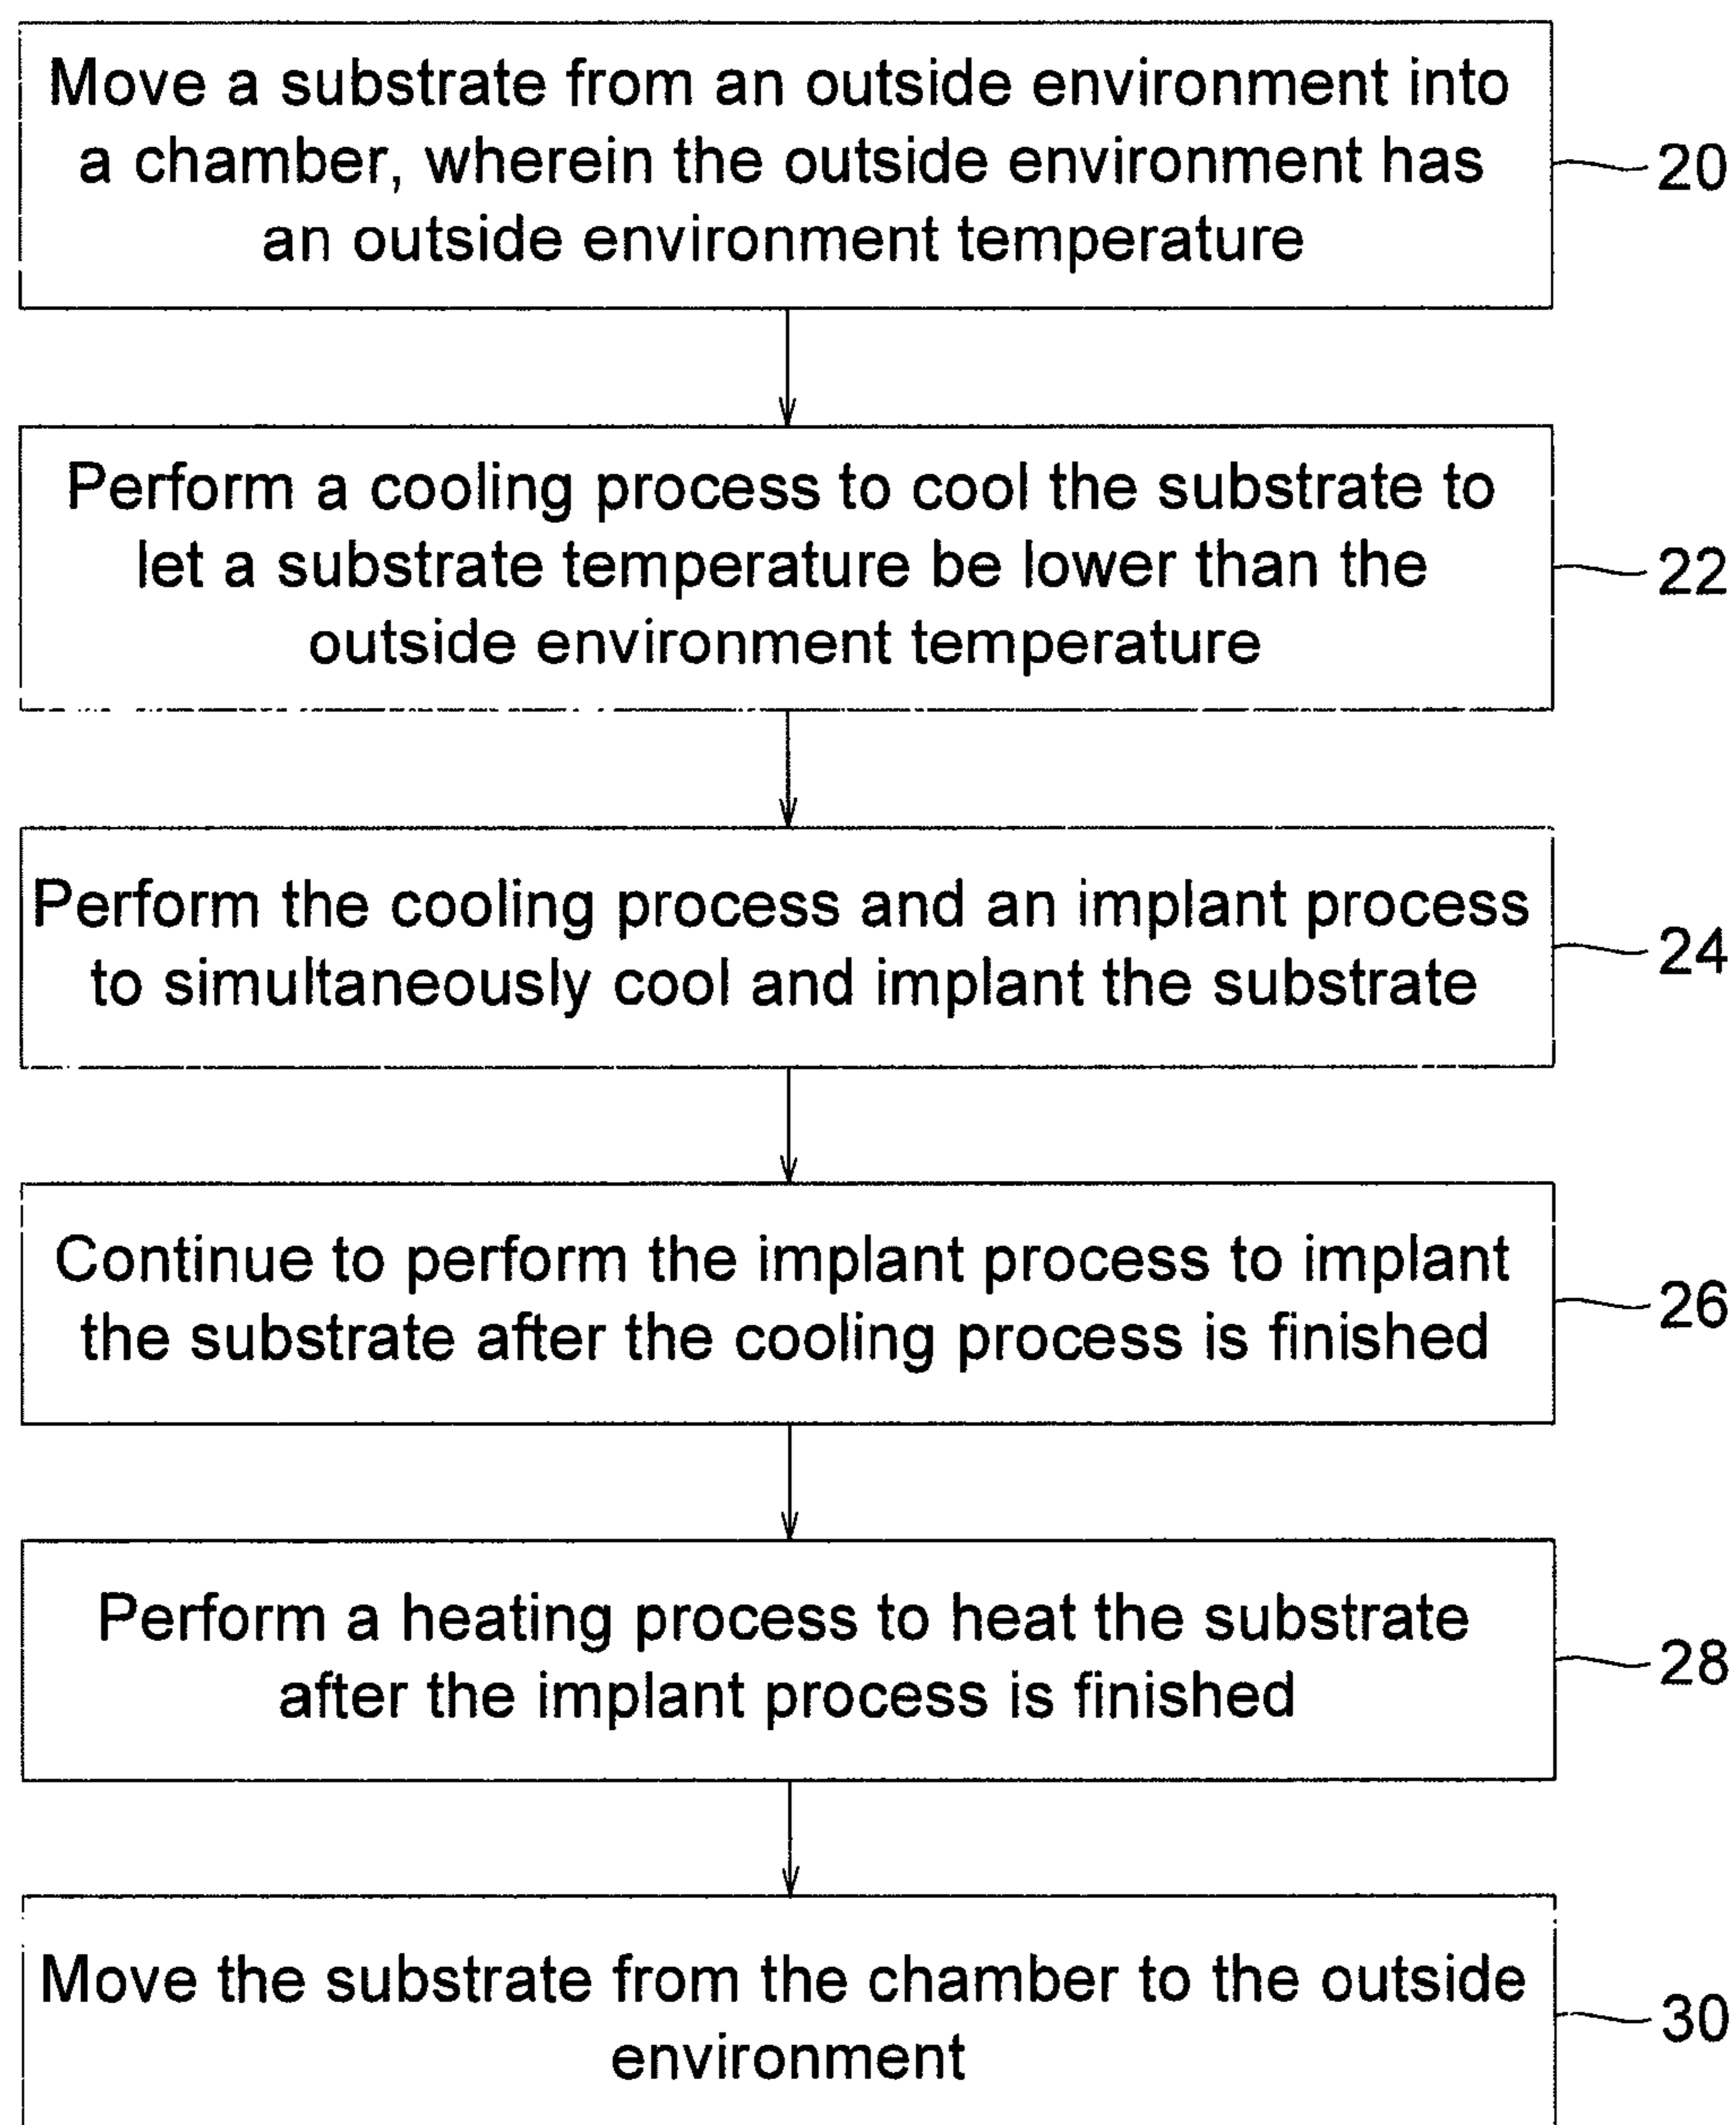 Move a substrate from an outside environment into
a chamber, wherein the outside environment has
an outside environment temperature
20
Perform a cooling process to cool the substrate to
let a substrate temperature be lower than the
outside environment temperature
22
Perform the cooling process and an implant process
to simultaneously cool and implant the substrate
24
Continue to perform the implant process to implant
the substrate after the cooling process is finished
26
Perform a heating process to heat the substrate
after the implant process is finished
28
Move the substrate from the chamber to the outside
environment
30